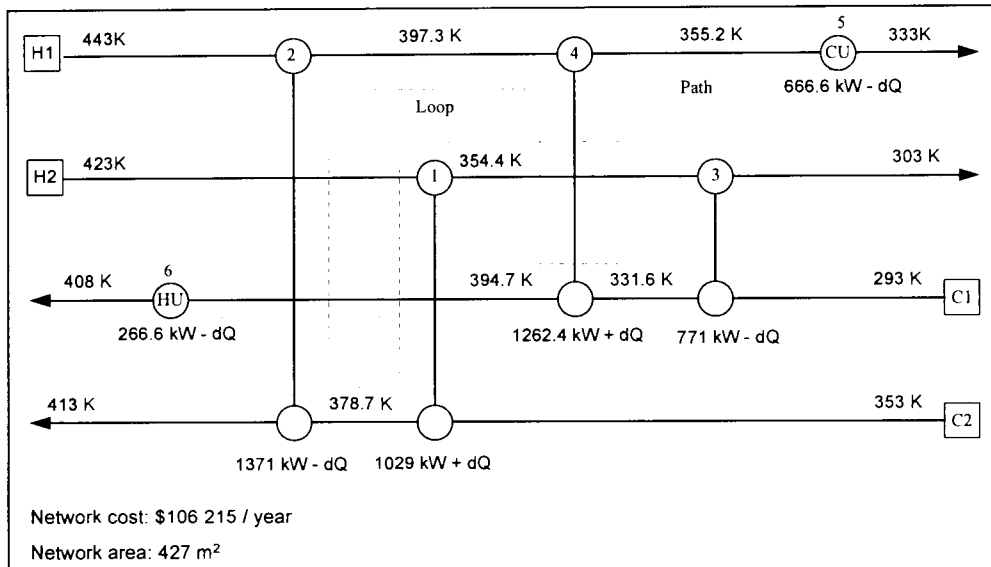 5
443K
397.3 K
355.2 K
333K
H1
2
4
CU
666.6 kW - dQ
Loop
Path
423K
354.4 K
303 K
H2
1
3
6
408 K
394.7 K
331.6 K
293 K
HU
C1
266.6 kW - dQ
1262.4 kW + dQ
771 kW - dQ
413 K
378.7 K
353 K
C2
1371 kW - dQ
1029 kW + dQ
Network cost: $106 215 / year
Network area: 427 m²